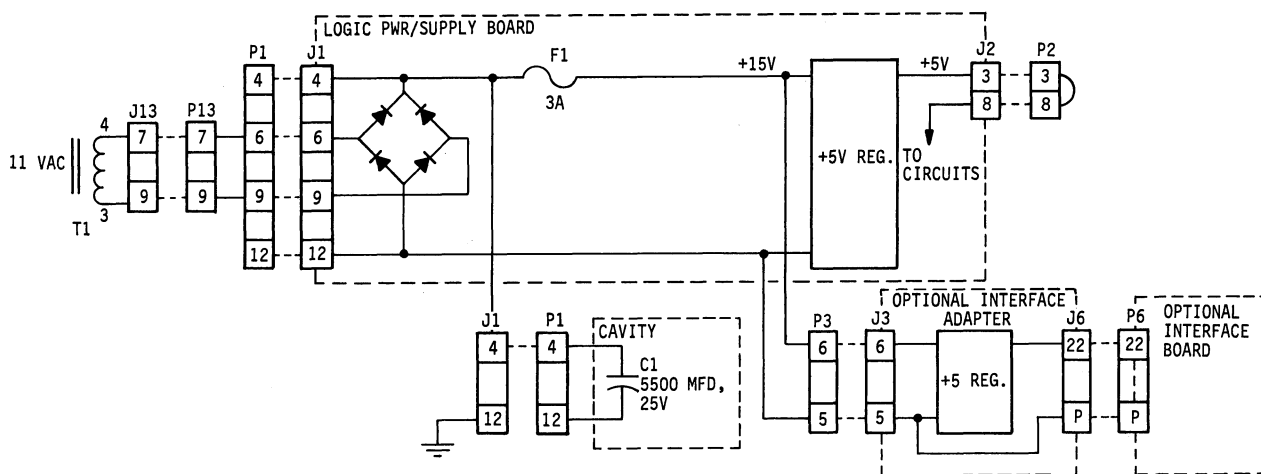 LOGIC PWR/SUPPLY BOARD
P1
J1
F1
3A
+15V
+5V
J2
P2
4
4
3
3
8
8
J13
P13
4
7
7
6
6
11 VAC
9
9
9
9
3
T1
12
12
+5V REG.
TO
CIRCUITS
J1
P1
CAVITY
4
4
C1
5500 MFD,
25V
12
12
OPTIONAL INTERFACE
ADAPTER
P3
J3
J6
P6
OPTIONAL
INTERFACE
BOARD
6
6
+5 REG.
22
22
5
5
P
P